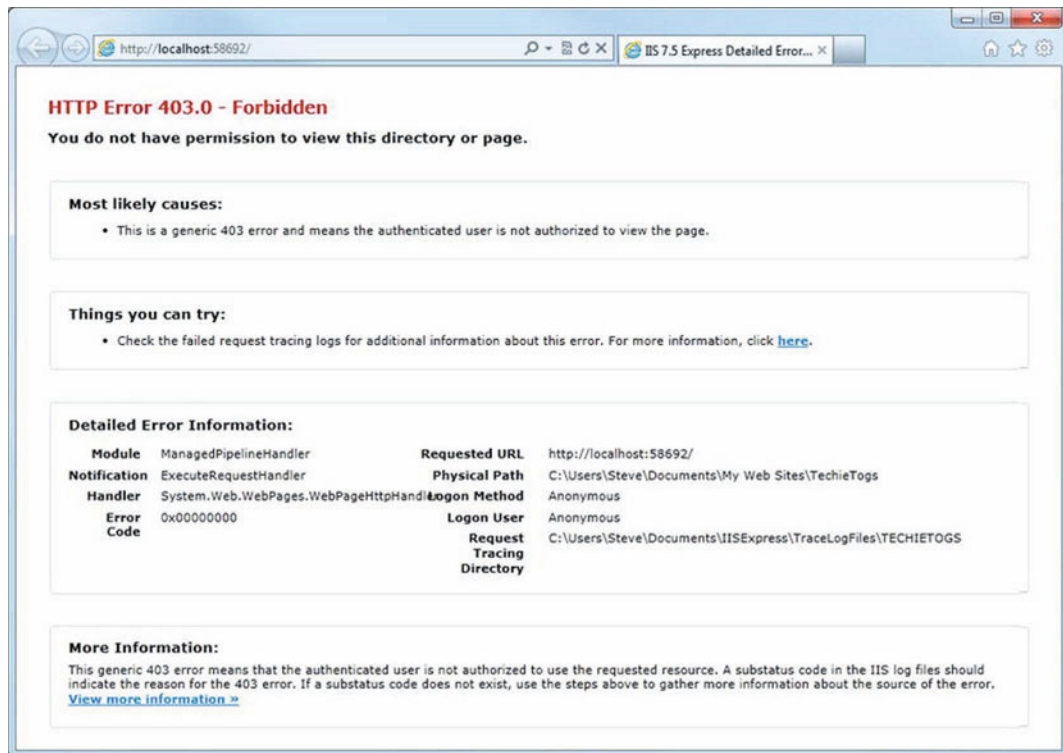 http://localhost:58692/
IIS 7.5 Express Detailed Error...
HTTP Error 403.0 - Forbidden
You do not have permission to view this directory or page.
Most likely causes:
• This is a generic 403 error and means the authenticated user is not authorized to view the page.
Things you can try:
• Check the failed request tracing logs for additional information about this error. For more information, click here.
Detailed Error Information:
Module ManagedPipelineHandler
Notification ExecuteRequestHandler
Handler System.Web.WebPages.WebPageHttpHandl
Error Code 0x00000000
Requested URL http://localhost:58692/
Physical Path C:\Users\Steve\Documents\My Web Sites\TechieTogs
Logon Method Anonymous
Logon User Anonymous
Request C:\Users\Steve\Documents\IISExpress\TraceLogFiles\TECHIETOGS
Tracing
Directory
More Information:
This generic 403 error means that the authenticated user is not authorized to use the requested resource. A substatus code in the IIS log files should
indicate the reason for the 403 error. If a substatus code does not exist, use the steps above to gather more information about the source of the error.
View more information »